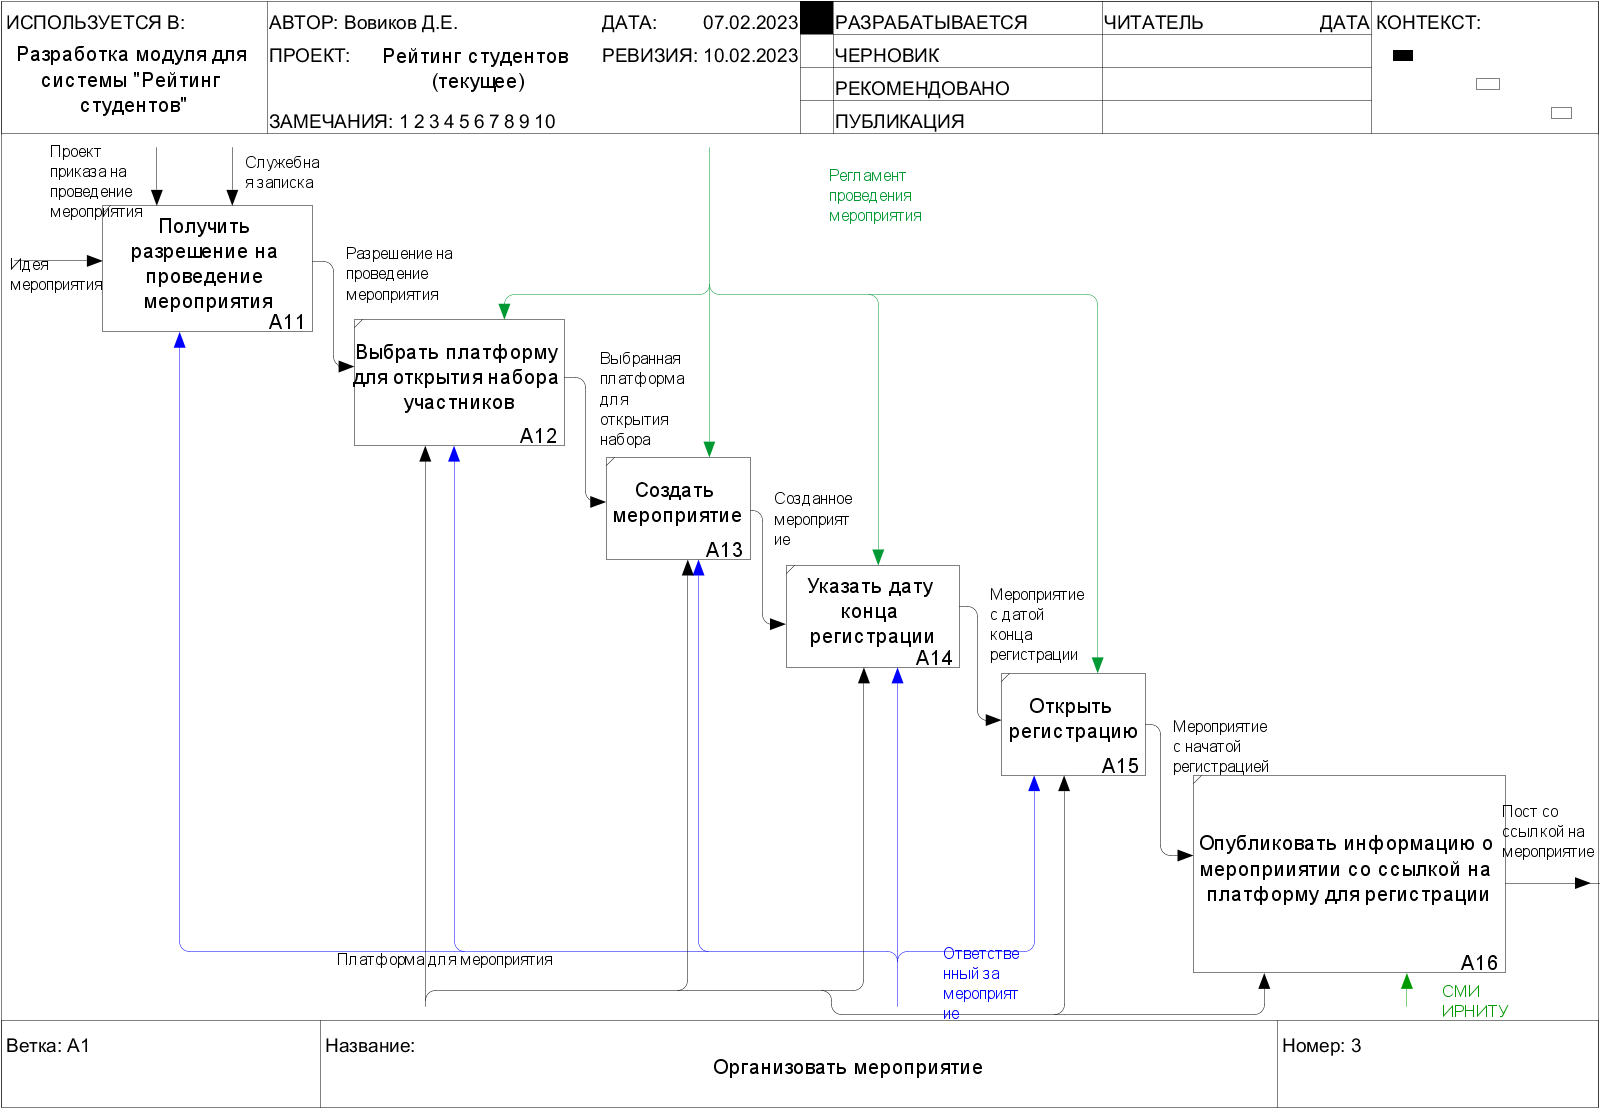 ИСПОЛЬЗУЕТСЯ В:
Разработка модуля для
системы "Рейтинг
студентов"
АВТОР: Вовиков Д.Е.
ДАТА: 07.02.2023
ПРОЕКТ: Рейтинг студентов
(текущее)
РЕВИЗИЯ: 10.02.2023
ЗАМЕЧАНИЯ: 1 2 3 4 5 6 7 8 9 10
РАЗРАБАТЫВАЕТСЯ
ЧЕРНОВИК
РЕКОМЕНДОВАНО
ПУБЛИКАЦИЯ
ЧИТАТЕЛЬ ДАТА
КОНТЕКСТ:
Проект
приказа на
проведение
мероприятия
Служебна
я записка
Регламент
проведения
мероприятия
Идея
мероприятия
Получить
разрешение на
проведение
мероприятия
A11
Разрешение на
проведение
мероприятия
Выбрать платформу
для открытия набора
участников
A12
Выбранная
платформа
для
открытия
набора
Создать
мероприятие
A13
Созданное
мероприят
ие
Указать дату
конца
регистрации
A14
Мероприятие
с датой
конца
регистрации
Открыть
регистрацию
A15
Мероприятие
с начатой
регистрацией
Опубликовать информацию о
мероприиятии со ссылкой на
платформу для регистрации
A16
Пост со
ссылкой на
мероприятие
Платформа для мероприятия
Ответстве
нный за
мероприят
ие
СМИ
ИРНИТУ
Ветка: A1
Название:
Организовать мероприятие
Номер: 3